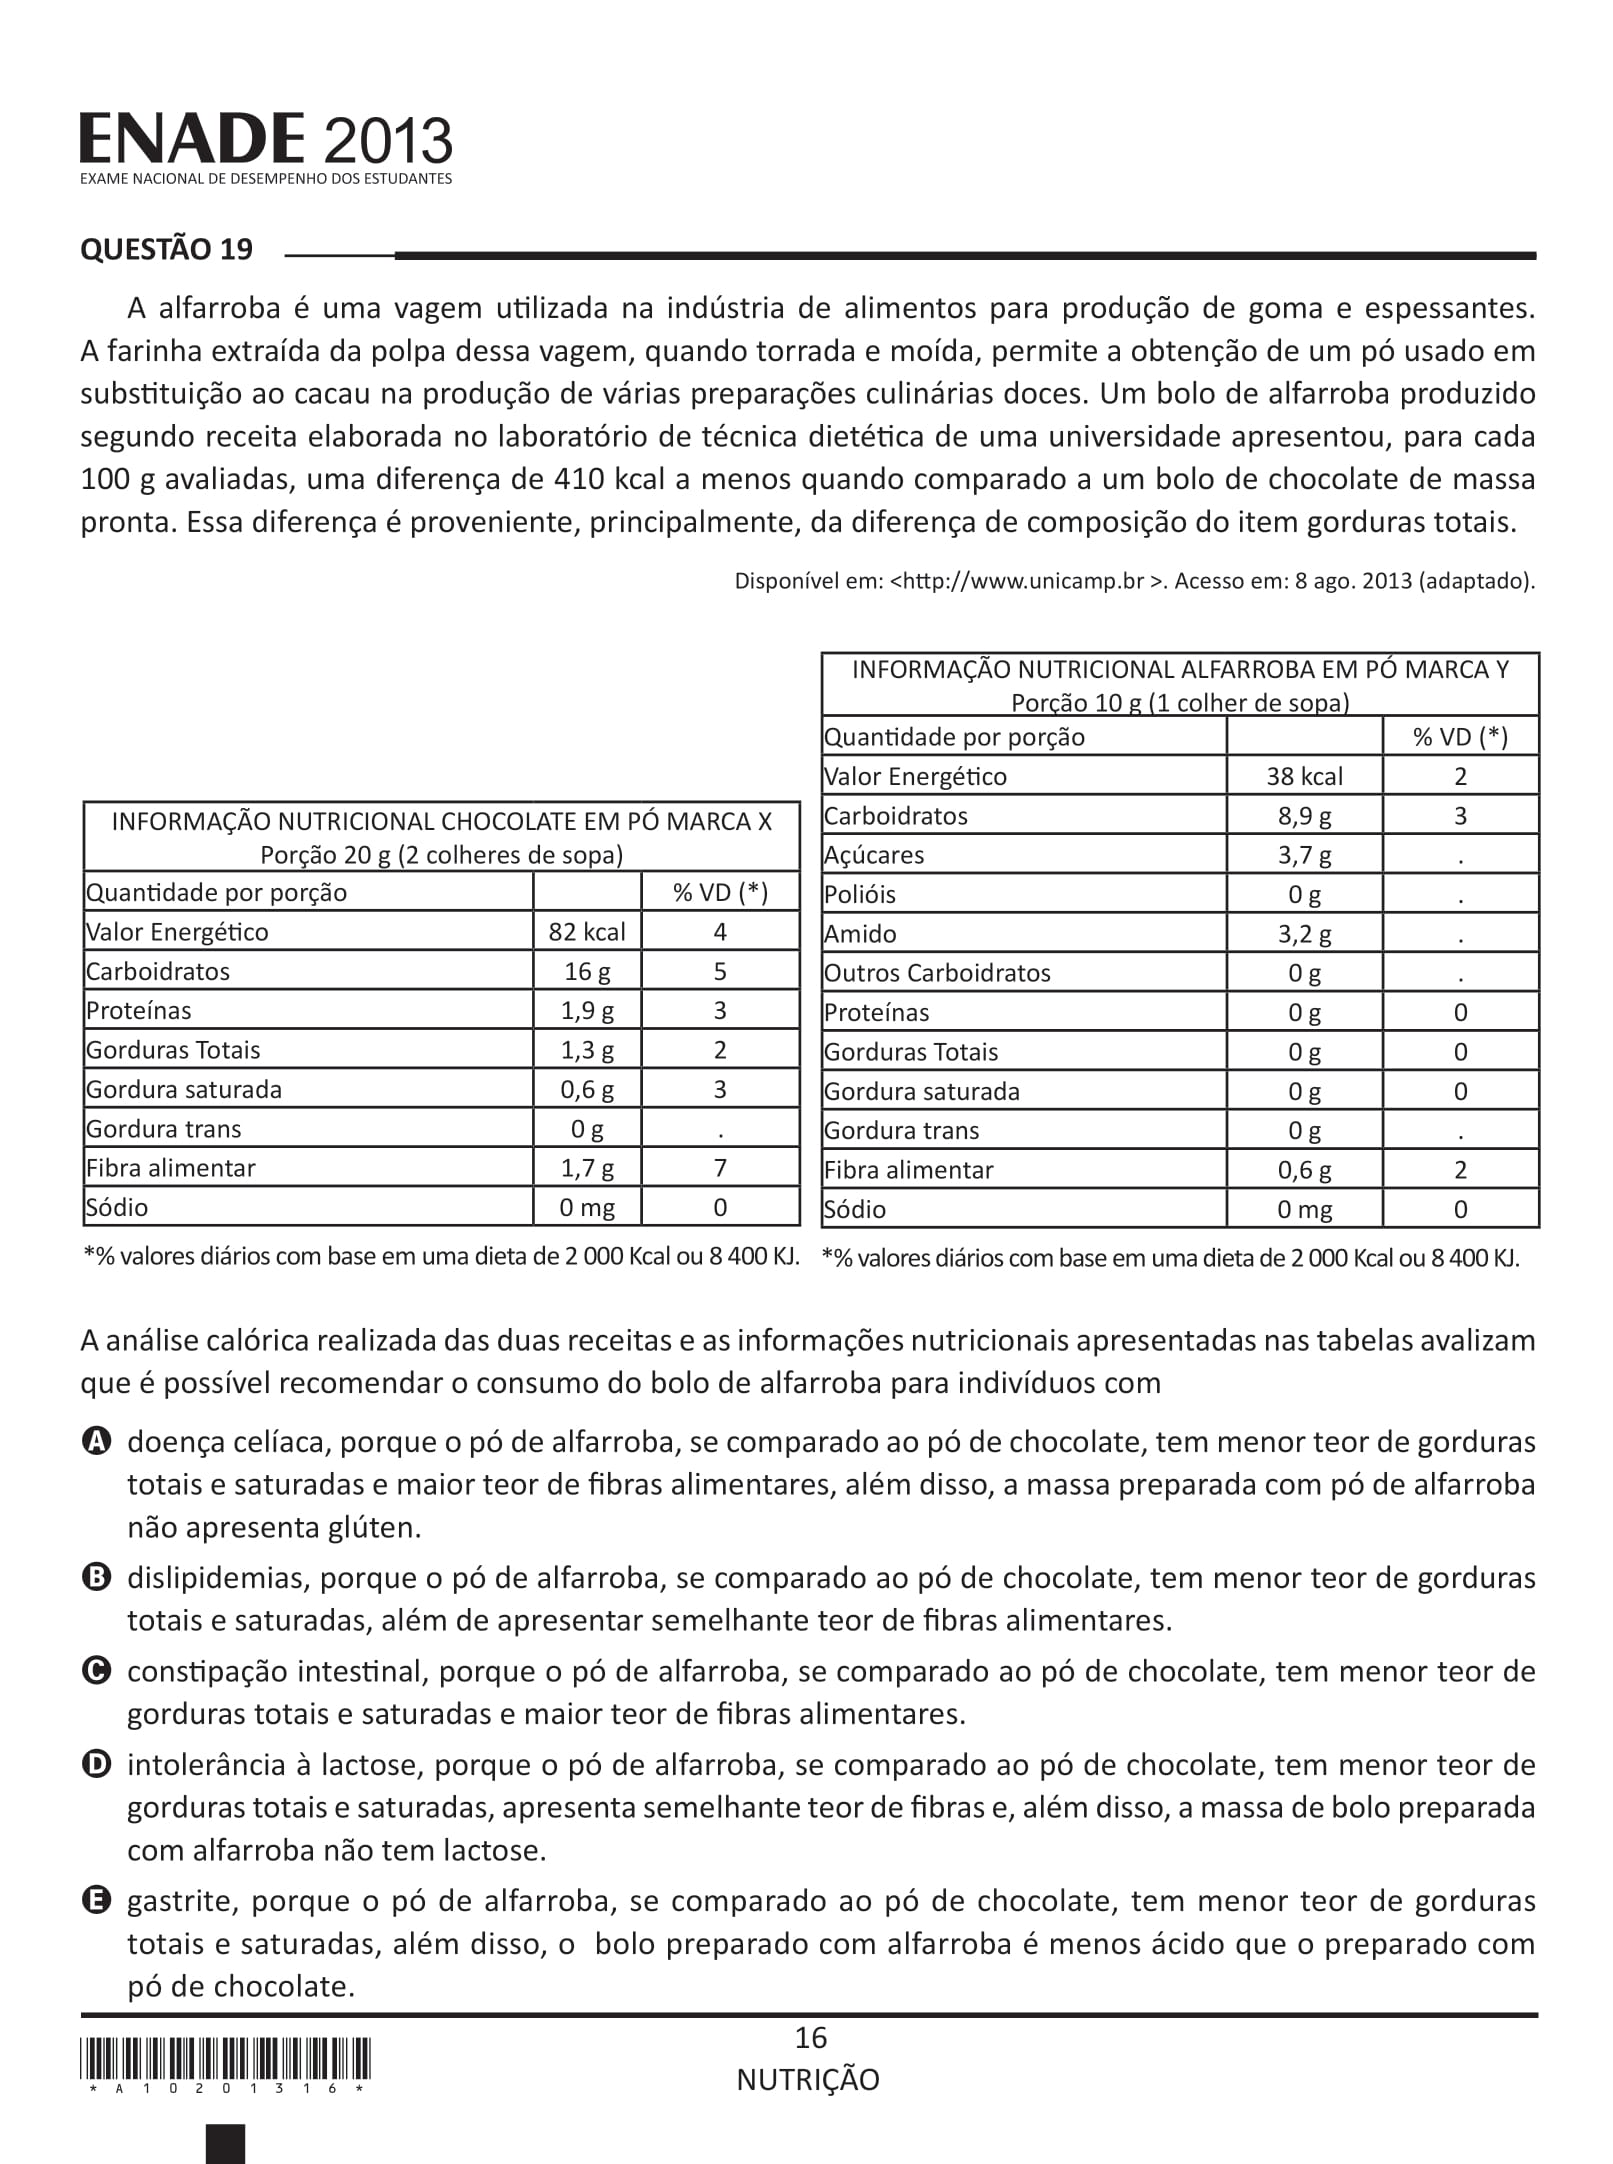 ENADE 2013
EXAME NACIONAL DE DESEMPENHO DOS ESTUDANTES
QUESTÃO 19
A alfarroba é uma vagem utilizada na indústria de alimentos para produção de goma e espessantes.
A farinha extraída da polpa dessa vagem, quando torrada e moída, permite a obtenção de um pó usado em
substituição ao cacau na produção de várias preparações culinárias doces. Um bolo de alfarroba produzido
segundo receita elaborada no laboratório de técnica dietética de uma universidade apresentou, para cada
100 g avaliadas, uma diferença de 410 kcal a menos quando comparado a um bolo de chocolate de massa
pronta. Essa diferença é proveniente, principalmente, da diferença de composição do item gorduras totais.
Disponível em: <http://www.unicamp.br >. Acesso em: 8 ago. 2013 (adaptado).
INFORMAÇÃO NUTRICIONAL CHOCOLATE EM PÓ MARCA X
Porção 20 g (2 colheres de sopa)
Quantidade por porção % VD (*)
Valor Energético 82 kcal 4
Carboidratos 16 g 5
Proteínas 1,9 g 3
Gorduras Totais 1,3 g 2
Gordura saturada 0,6 g 3
Gordura trans 0 g .
Fibra alimentar 1,7 g 7
Sódio 0 mg 0
*% valores diários com base em uma dieta de 2 000 Kcal ou 8 400 KJ.
INFORMAÇÃO NUTRICIONAL ALFARROBA EM PÓ MARCA Y
Porção 10 g (1 colher de sopa)
Quantidade por porção % VD (*)
Valor Energético 38 kcal 2
Carboidratos 8,9 g 3
Açúcares 3,7 g .
Polióis 0 g .
Amido 3,2 g .
Outros Carboidratos 0 g .
Proteínas 0 g 0
Gorduras Totais 0 g 0
Gordura saturada 0 g 0
Gordura trans 0 g .
Fibra alimentar 0,6 g 2
Sódio 0 mg 0
*% valores diários com base em uma dieta de 2 000 Kcal ou 8 400 KJ.
A análise calórica realizada das duas receitas e as informações nutricionais apresentadas nas tabelas avalizam
que é possível recomendar o consumo do bolo de alfarroba para indivíduos com
A doença celíaca, porque o pó de alfarroba, se comparado ao pó de chocolate, tem menor teor de gorduras
totais e saturadas e maior teor de fibras alimentares, além disso, a massa preparada com pó de alfarroba
não apresenta glúten.
B dislipidemias, porque o pó de alfarroba, se comparado ao pó de chocolate, tem menor teor de gorduras
totais e saturadas, além de apresentar semelhante teor de fibras alimentares.
C constipação intestinal, porque o pó de alfarroba, se comparado ao pó de chocolate, tem menor teor de
gorduras totais e saturadas e maior teor de fibras alimentares.
D intolerância à lactose, porque o pó de alfarroba, se comparado ao pó de chocolate, tem menor teor de
gorduras totais e saturadas, apresenta semelhante teor de fibras e, além disso, a massa de bolo preparada
com alfarroba não tem lactose.
E gastrite, porque o pó de alfarroba, se comparado ao pó de chocolate, tem menor teor de gorduras
totais e saturadas, além disso, o bolo preparado com alfarroba é menos ácido que o preparado com
pó de chocolate.
16
NUTRIÇÃO
* A 1 0 2 0 1 3 1 6 *